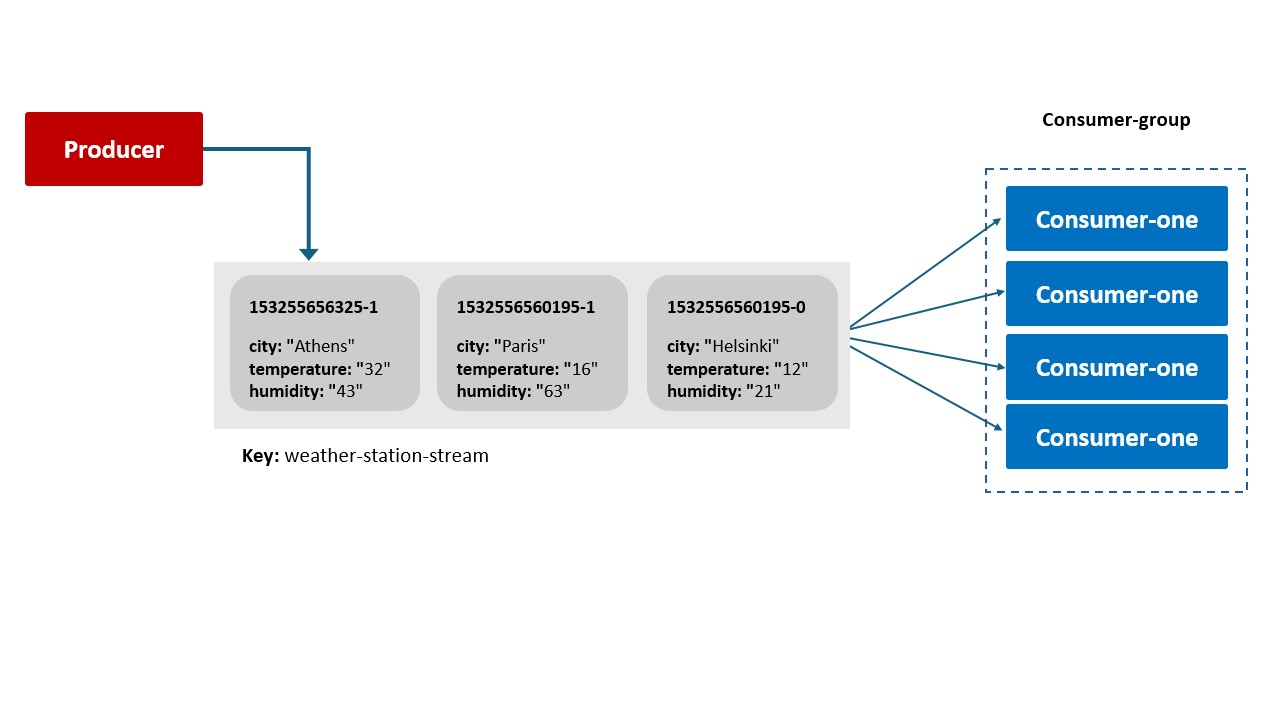 Consumer-group
Producer
Consumer-one
Consumer-one
Consumer-one
Consumer-one
153255656325-1
city: "Athens"
temperature: "32"
humidity: "43"
1532556560195-1
city: "Paris"
temperature: "16"
humidity: "63"
1532556560195-0
city: "Helsinki"
temperature: "12"
humidity: "21"
Key: weather-station-stream